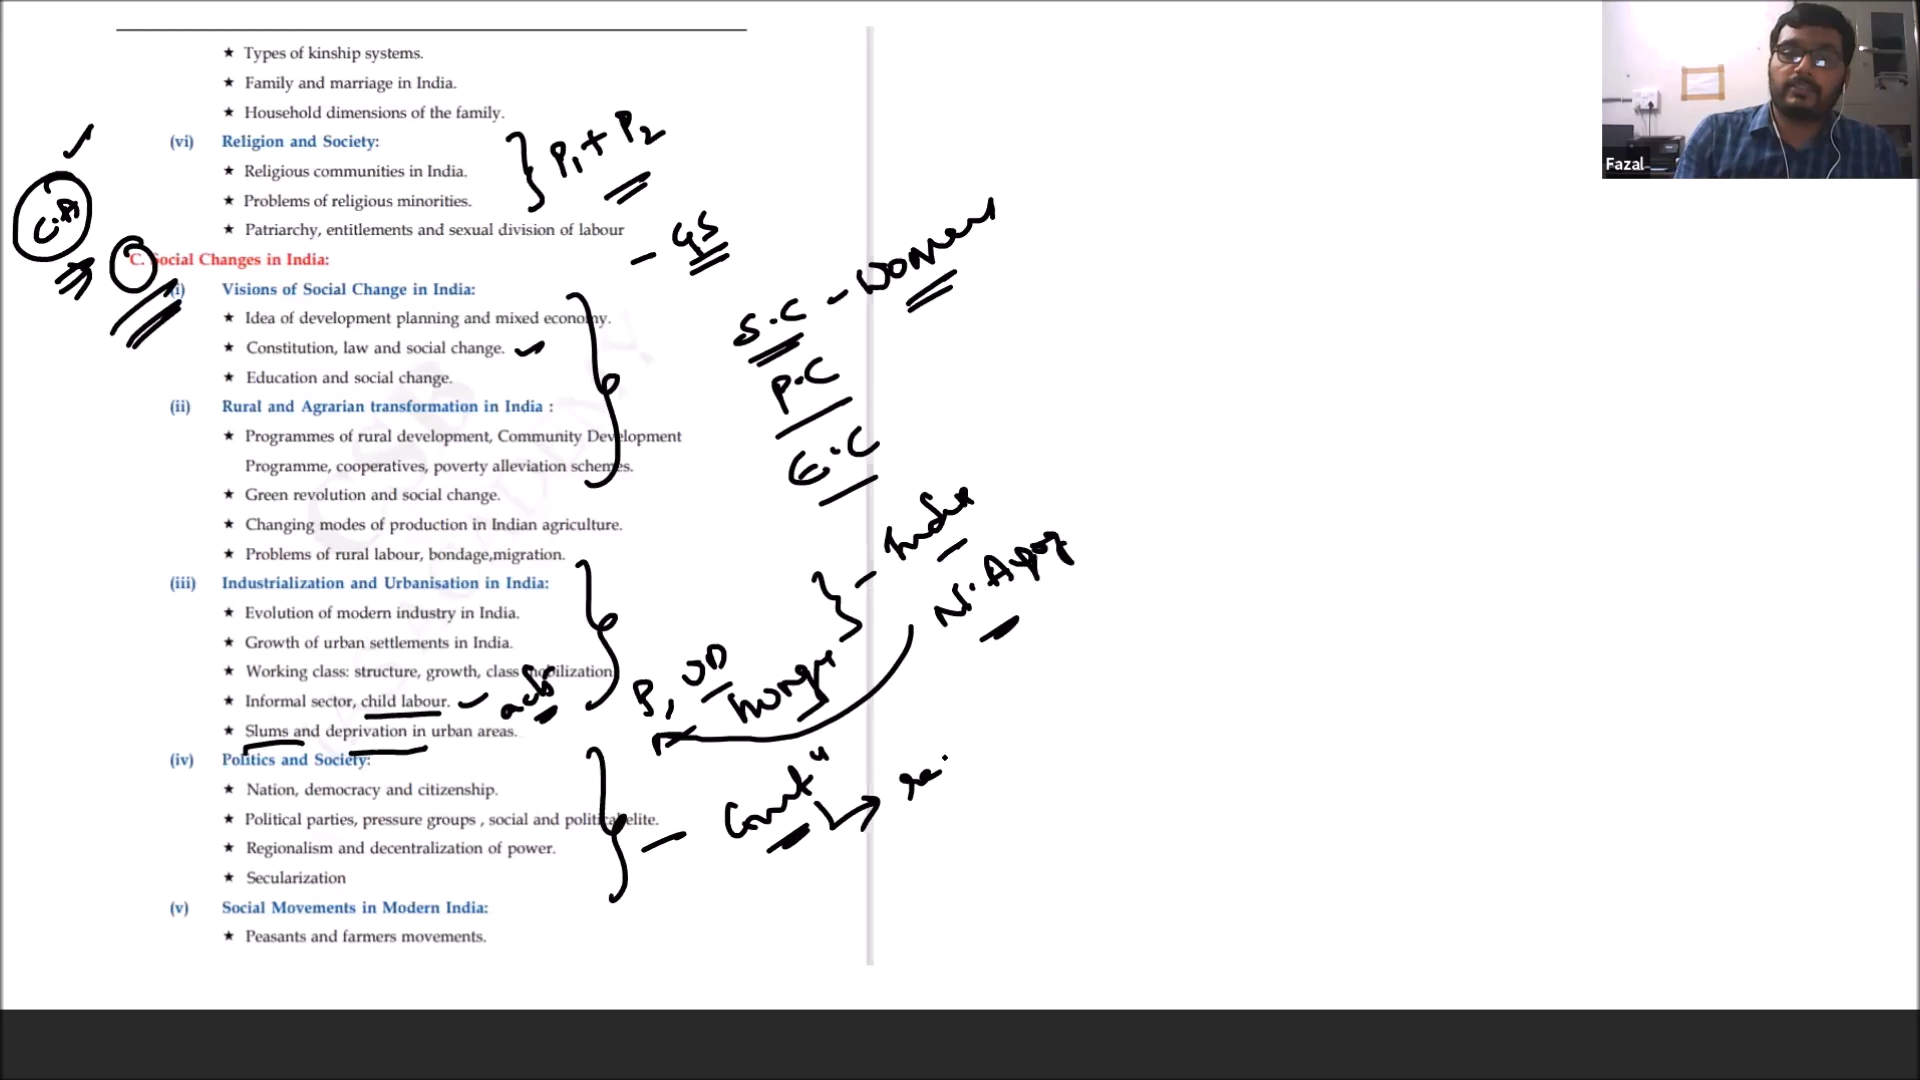 ★ Types of kinship systems.
★ Family and marriage in India.
★ Household dimensions of the family.
(vi) Religion and Society:
★ Religious communities in India.
★ Problems of religious minorities.
★ Patriarchy, entitlements and sexual division of labour
C. Social Changes in India:
(i) Visions of Social Change in India:
★ Idea of development planning and mixed economy.
★ Constitution, law and social change.
★ Education and social change.
(ii) Rural and Agrarian transformation in India :
★ Programmes of rural development, Community Development
Programme, cooperatives, poverty alleviation schemes.
★ Green revolution and social change.
★ Changing modes of production in Indian agriculture.
★ Problems of rural labour, bondage,migration.
(iii) Industrialization and Urbanisation in India:
★ Evolution of modern industry in India.
★ Growth of urban settlements in India.
★ Working class: structure, growth, class mobilization
★ Informal sector, child labour.
★ Slums and deprivation in urban areas.
(iv) Politics and Society:
★ Nation, democracy and citizenship.
★ Political parties, pressure groups , social and political elite.
★ Regionalism and decentralization of power.
★ Secularization
(v) Social Movements in Modern India:
★ Peasants and farmers movements.
P1 + P2
- GS
S.C - Women
P.C
E.C
- Index
Hunger
Fazal